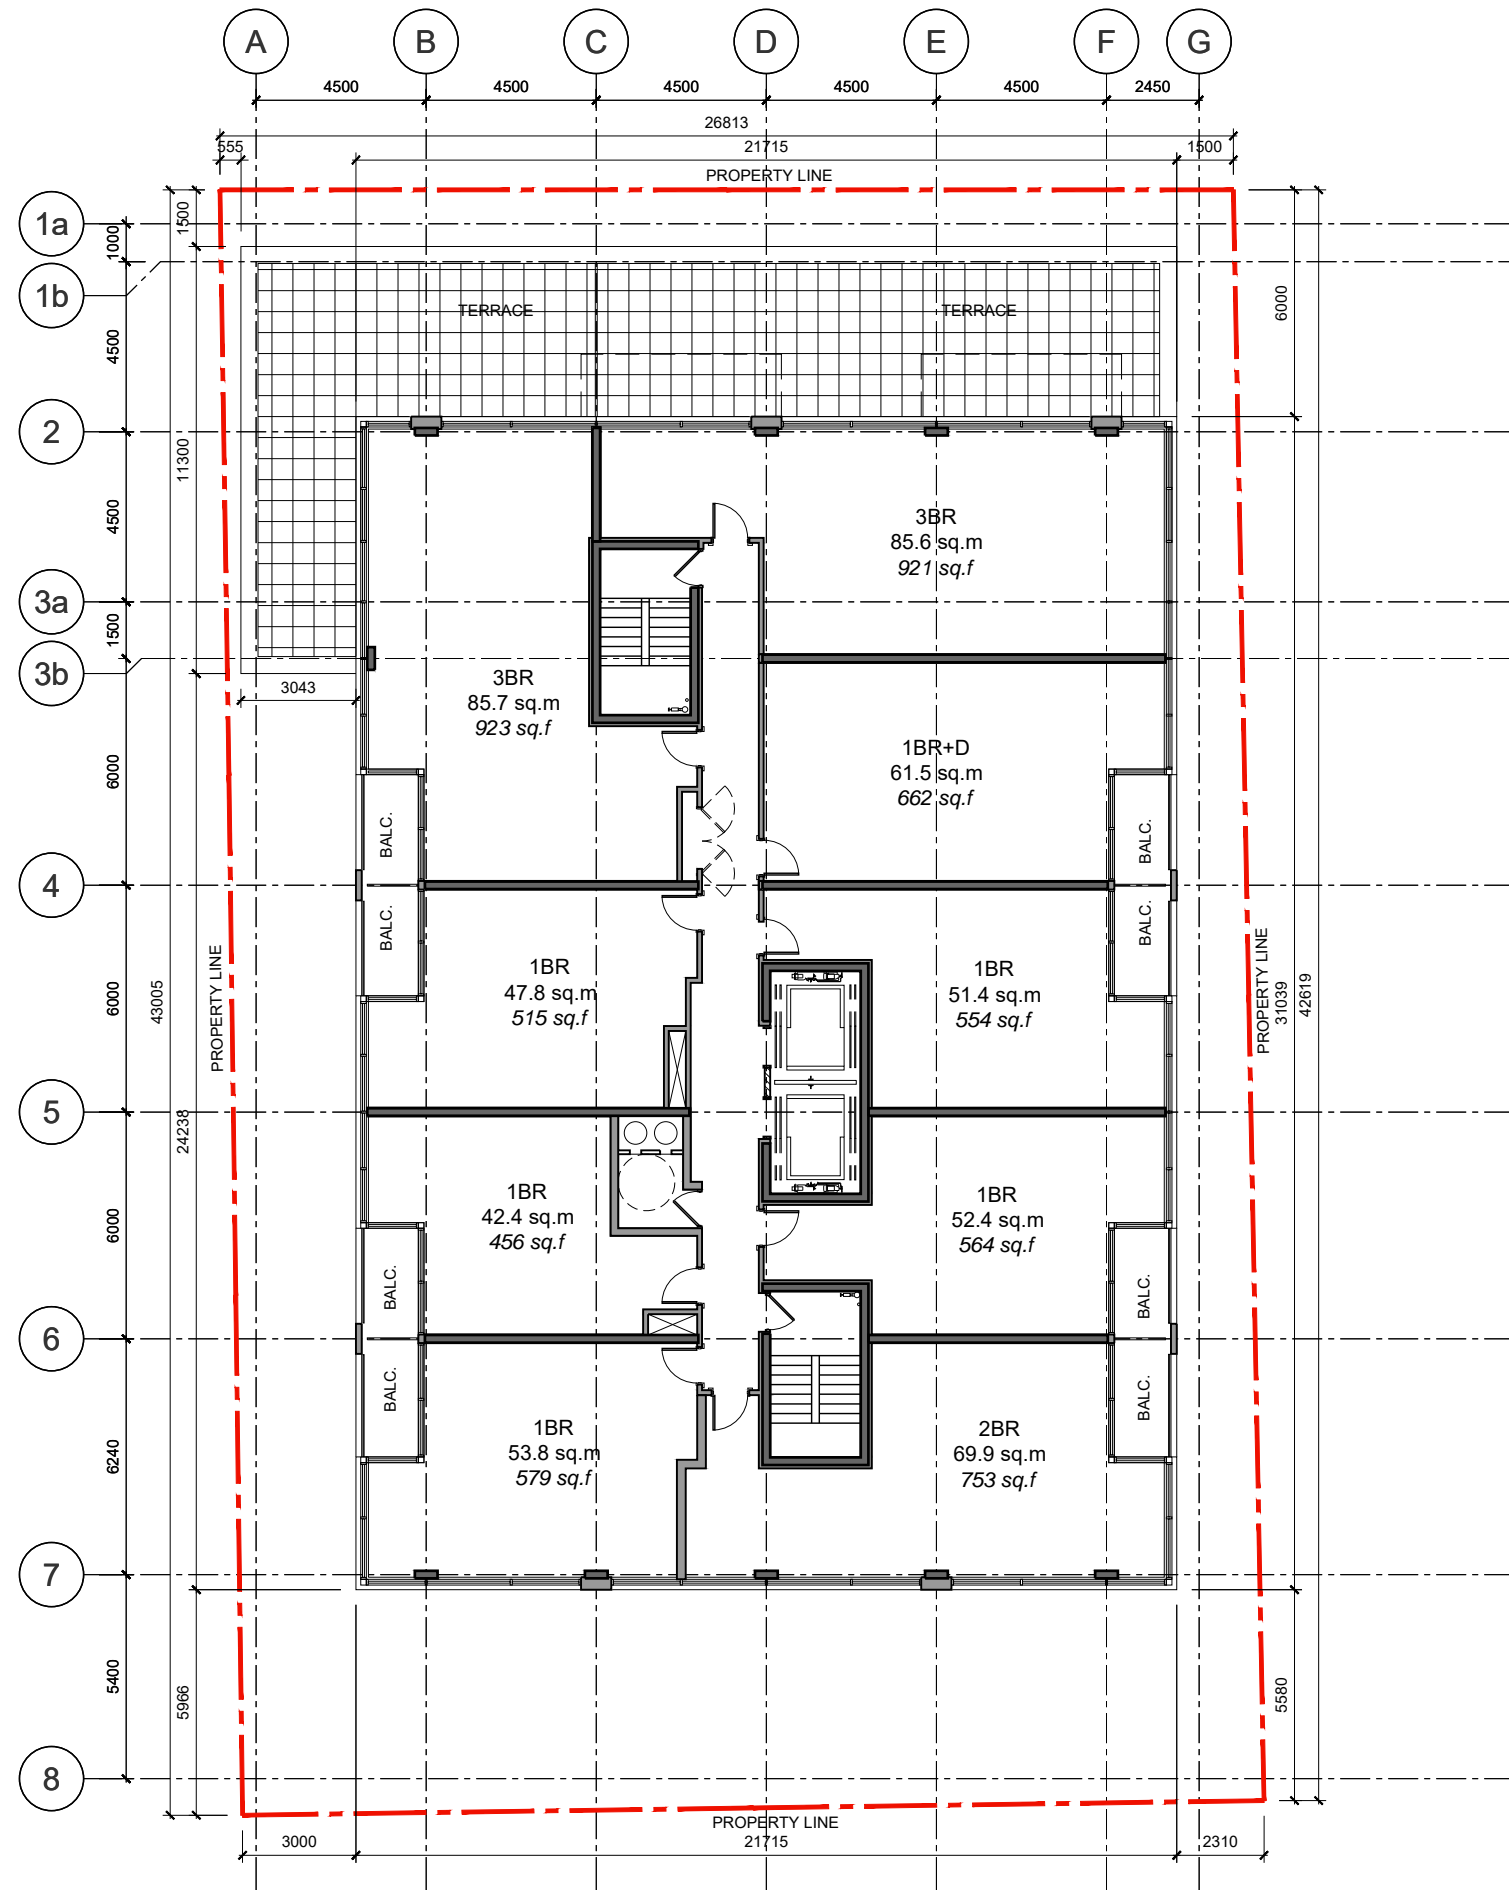 A
B
C
D
E
F
G
4500
4500
4500
4500
4500
2450
26813
555
21715
1500
PROPERTY LINE
1a
1000
1500
1b
6000
TERRACE
TERRACE
4500
2
11300
4500
3BR
85.6 sq.m
921 sq.f
3a
1500
3b
3043
3BR
85.7 sq.m
923 sq.f
6000
1BR+D
61.5 sq.m
662 sq.f
BALC.
BALC.
4
BALC.
BALC.
6000
43005
PROPERTY LINE
1BR
47.8 sq.m
515 sq.f
1BR
51.4 sq.m
554 sq.f
PROPERTY LINE
31039
42619
5
24238
6000
1BR
42.4 sq.m
456 sq.f
1BR
52.4 sq.m
564 sq.f
BALC.
BALC.
6
BALC.
BALC.
6240
1BR
53.8 sq.m
579 sq.f
2BR
69.9 sq.m
753 sq.f
7
5400
5966
5580
8
PROPERTY LINE
3000
21715
2310